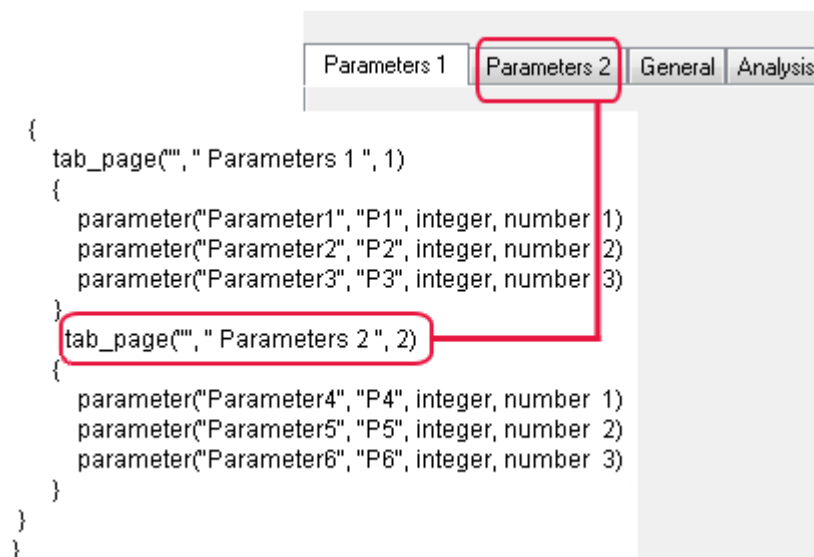 Parameters 1 Parameters 2 General Analysis
{
tab_page("", " Parameters 1 ", 1)
{
parameter("Parameter1", "P1", integer, number, 1)
parameter("Parameter2", "P2", integer, number, 2)
parameter("Parameter3", "P3", integer, number, 3)
}
tab_page("", " Parameters 2 ", 2)
{
parameter("Parameter4", "P4", integer, number, 1)
parameter("Parameter5", "P5", integer, number, 2)
parameter("Parameter6", "P6", integer, number, 3)
}
}
}